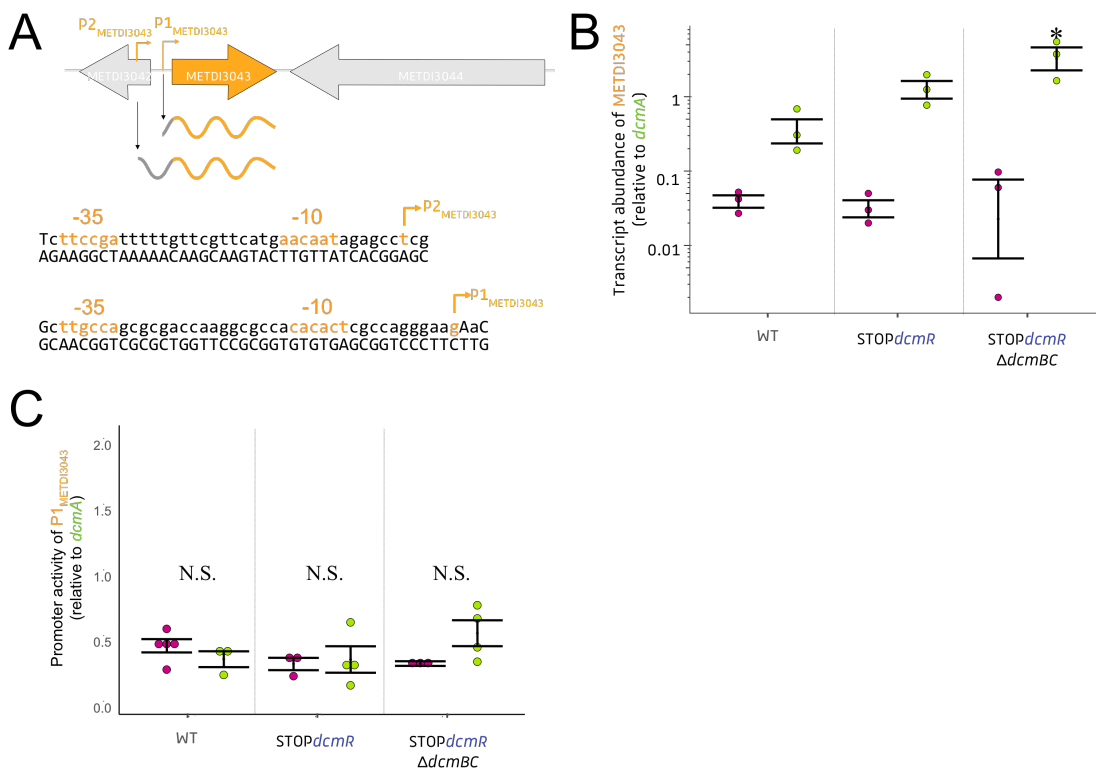 A
P2METDI3043 P1METDI3043
METDI3042 METDI3043 METDI3044
-35 -10 P2METDI3043
Tcttccgatttttgttcgttcatgaacaatagagcctcg
AGAAGGCTAAAAACAAGCAAGTACTTGTTATCACGGAGC
-35 -10 P1METDI3043
GcttgccagcgcgaccaaggcgccacacactcgccagggaagAaC
GCAACGGTCGCGCTGGTTCCGCGGTGTGTGAGCGGTCCCTTCTTG
B
Transcript abundance of METDI3043
(relative to dcmA)
1
0.1
0.01
*
WT STOPdcmR STOPdcmR
ΔdcmBC
C
Promoter activity of P1METDI3043
(relative to dcmA)
2.0
1.5
1.0
0.5
0.0
N.S. N.S. N.S.
WT STOPdcmR STOPdcmR
ΔdcmBC